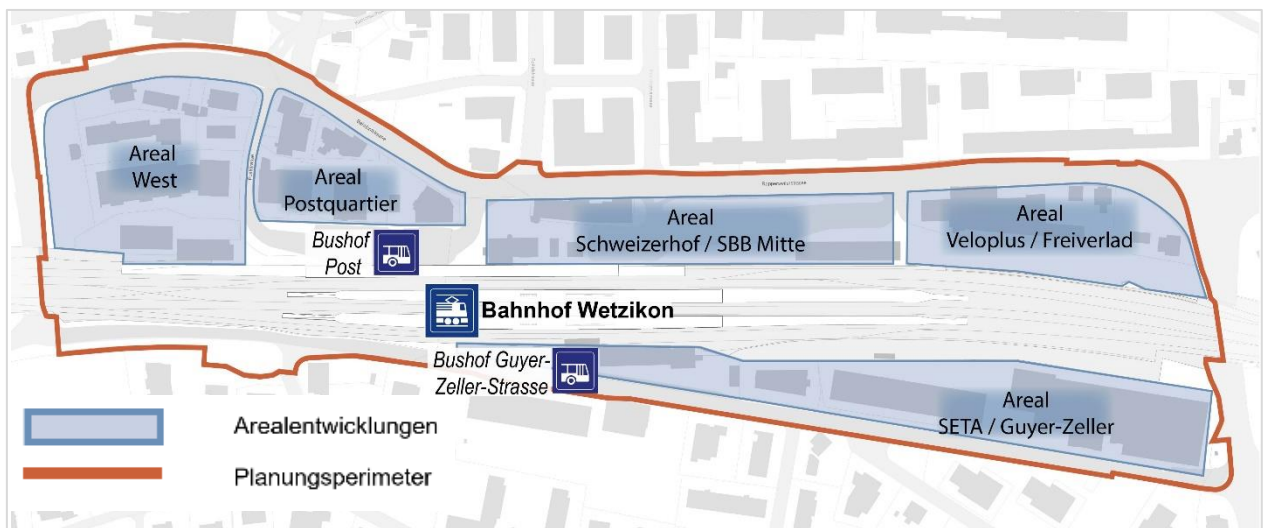 Areal
West
Areal
Postquartier
Bushof
Post
Areal
Schweizerhof / SBB Mitte
Areal
Veloplus / Freiverlad
Bahnhof Wetzikon
Bushof Guyer-
Zeller-Strasse
Areal
SETA / Guyer-Zeller
Arealentwicklungen
Planungsperimeter